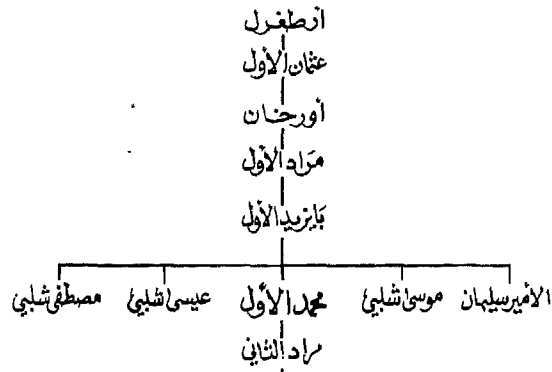 أرطغرل
عثمان الأول
أورخان
مراد الأول
بايزيد الأول
الأمير سليمان موسى شلبي محمد الأول عيسى شلبي مصطفى شلبي
مراد الثاني